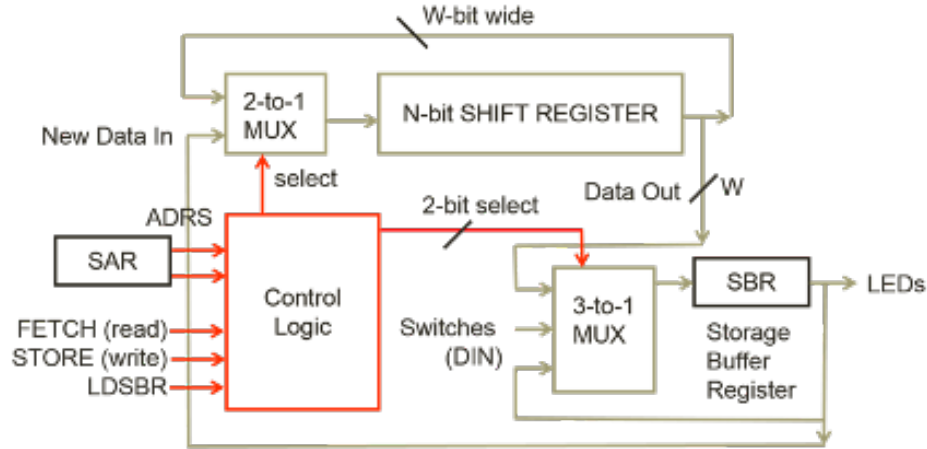 W-bit wide
2-to-1
MUX
N-bit SHIFT REGISTER
New Data In
select
Data Out
W
ADRS
2-bit select
SAR
Control
Logic
SBR
LEDs
3-to-1
MUX
FETCH (read)
STORE (write)
LDSBR
Switches
(DIN)
Storage
Buffer
Register